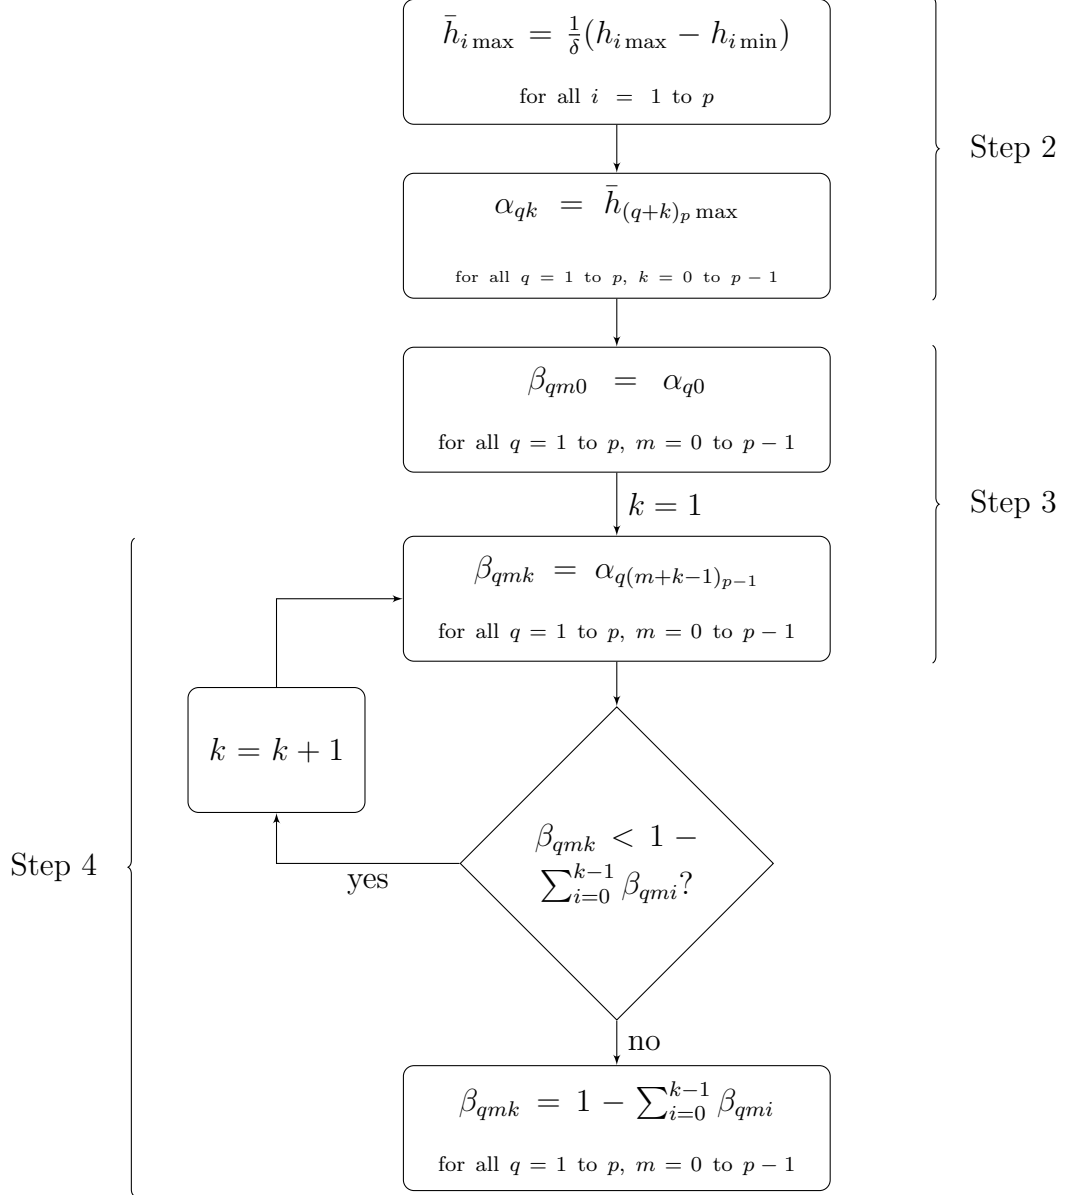 h̄_{i max} = 1/δ (h_{i max} − h_{i min})
for all i = 1 to p
Step 2
α_{qk} = h̄_{(q+k)_p max}
for all q = 1 to p, k = 0 to p − 1
β_{qm0} = α_{q0}
for all q = 1 to p, m = 0 to p − 1
k = 1
Step 3
β_{qmk} = α_{q(m+k−1)_{p−1}}
for all q = 1 to p, m = 0 to p − 1
k = k + 1
β_{qmk} < 1 −
∑_{i=0}^{k−1} β_{qmi}?
Step 4
yes
no
β_{qmk} = 1 − ∑_{i=0}^{k−1} β_{qmi}
for all q = 1 to p, m = 0 to p − 1